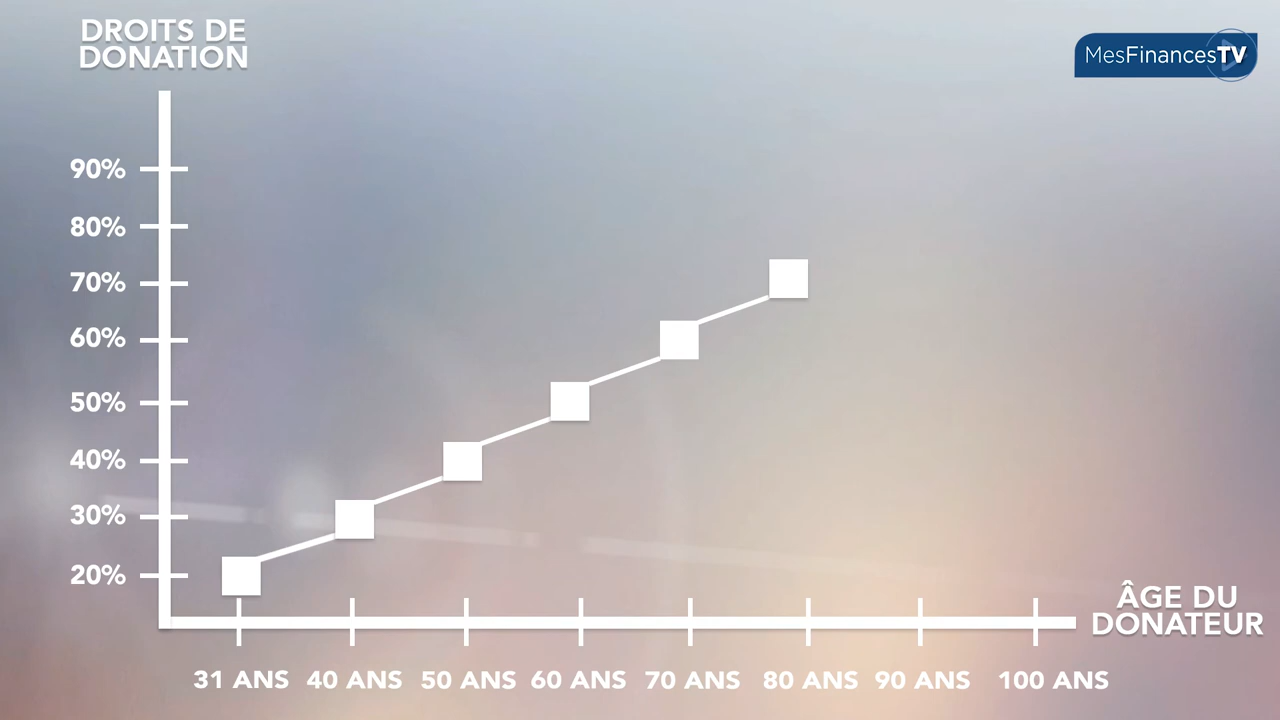 DROITS DE
DONATION
MesFinancesTV
90%
80%
70%
60%
50%
40%
30%
20%
ÂGE DU
DONATEUR
31 ANS 40 ANS 50 ANS 60 ANS 70 ANS 80 ANS 90 ANS 100 ANS